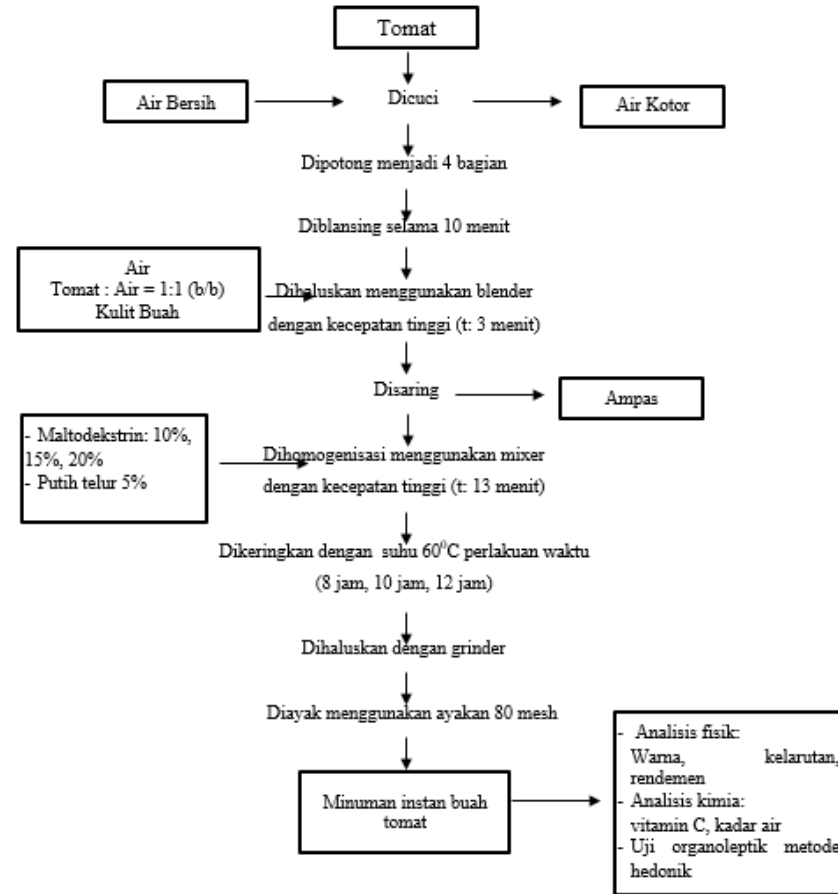 Tomat
Air Bersih
Dicuci
Air Kotor
Dipotong menjadi 4 bagian
Diblansing selama 10 menit
Air
Tomat : Air = 1:1 (b/b)
Kulit Buah
Dihaluskan menggunakan blender
dengan kecepatan tinggi (t: 3 menit)
Disaring
Ampas
- Maltodekstrin: 10%,
15%, 20%
- Putih telur 5%
Dihomogenisasi menggunakan mixer
dengan kecepatan tinggi (t: 13 menit)
Dikeringkan dengan suhu 60⁰C perlakuan waktu
(8 jam, 10 jam, 12 jam)
Dihaluskan dengan grinder
Diayak menggunakan ayakan 80 mesh
Minuman instan buah
tomat
- Analisis fisik:
Warna, kelarutan,
rendemen
- Analisis kimia:
vitamin C, kadar air
- Uji organoleptik metode
hedonik